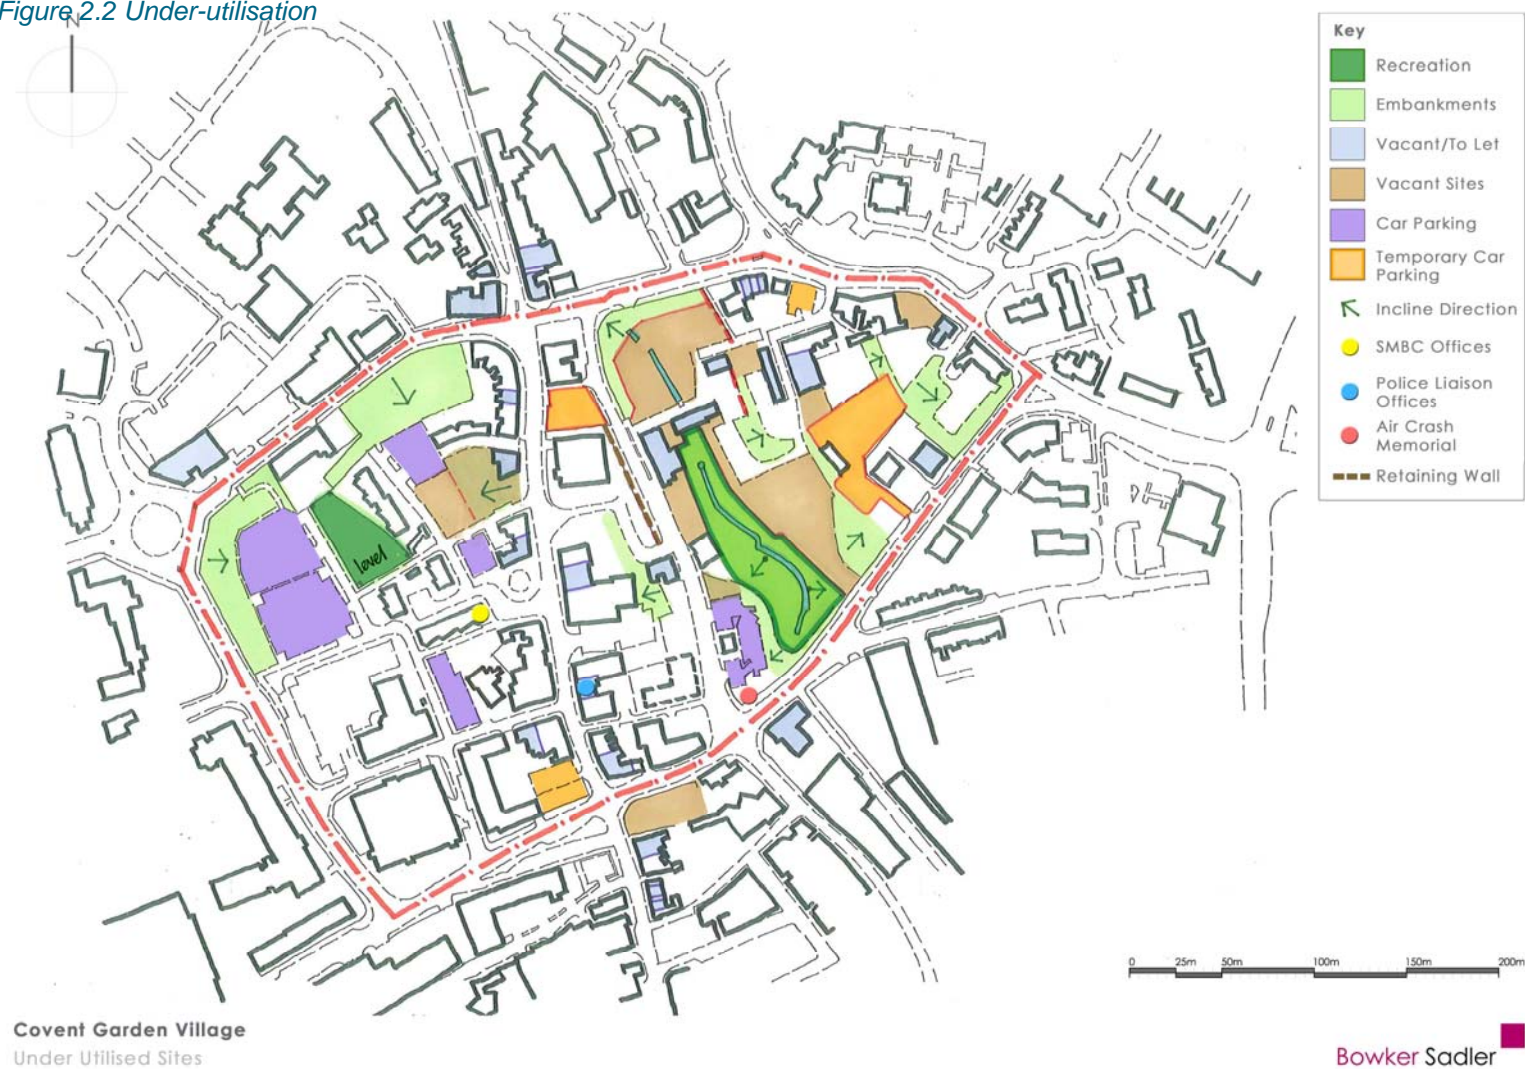 Figure 2.2 Under-utilisation
N
Key
Recreation
Embankments
Vacant/To Let
Vacant Sites
Car Parking
Temporary Car
Parking
Incline Direction
SMBC Offices
Police Liaison
Offices
Air Crash
Memorial
Retaining Wall
level
0 25m 50m 100m 150m 200m
Covent Garden Village
Under Utilised Sites
Bowker Sadler